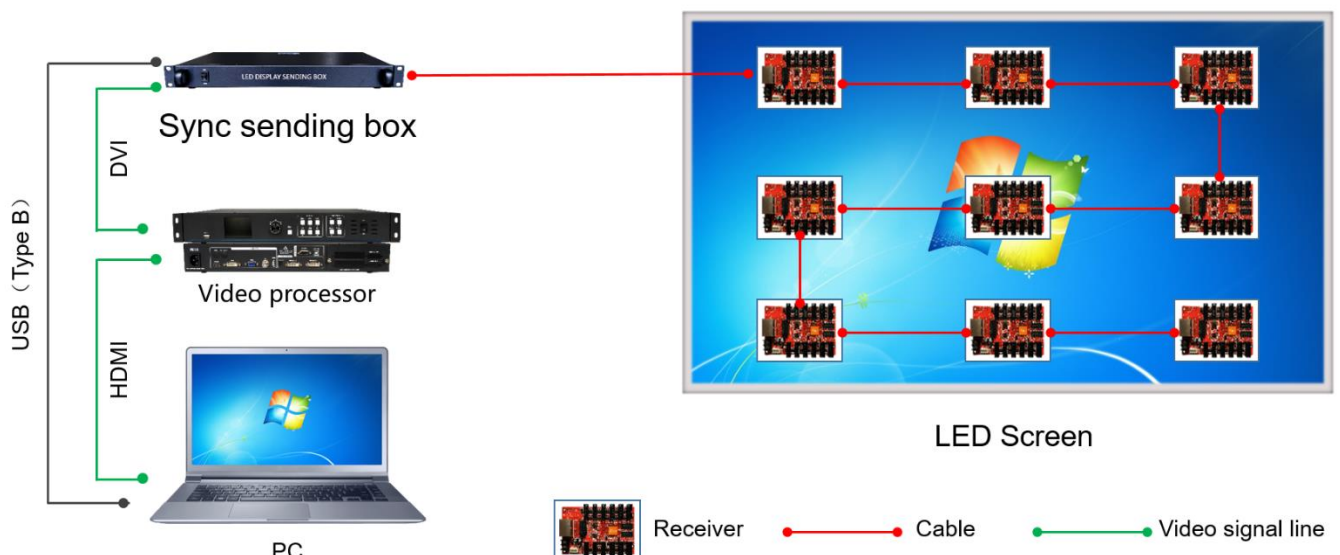 LED DISPLAY SENDING BOX
Sync sending box
DVI
USB（Type B）
Video processor
HDMI
PC
LED Screen
Receiver
Cable
Video signal line